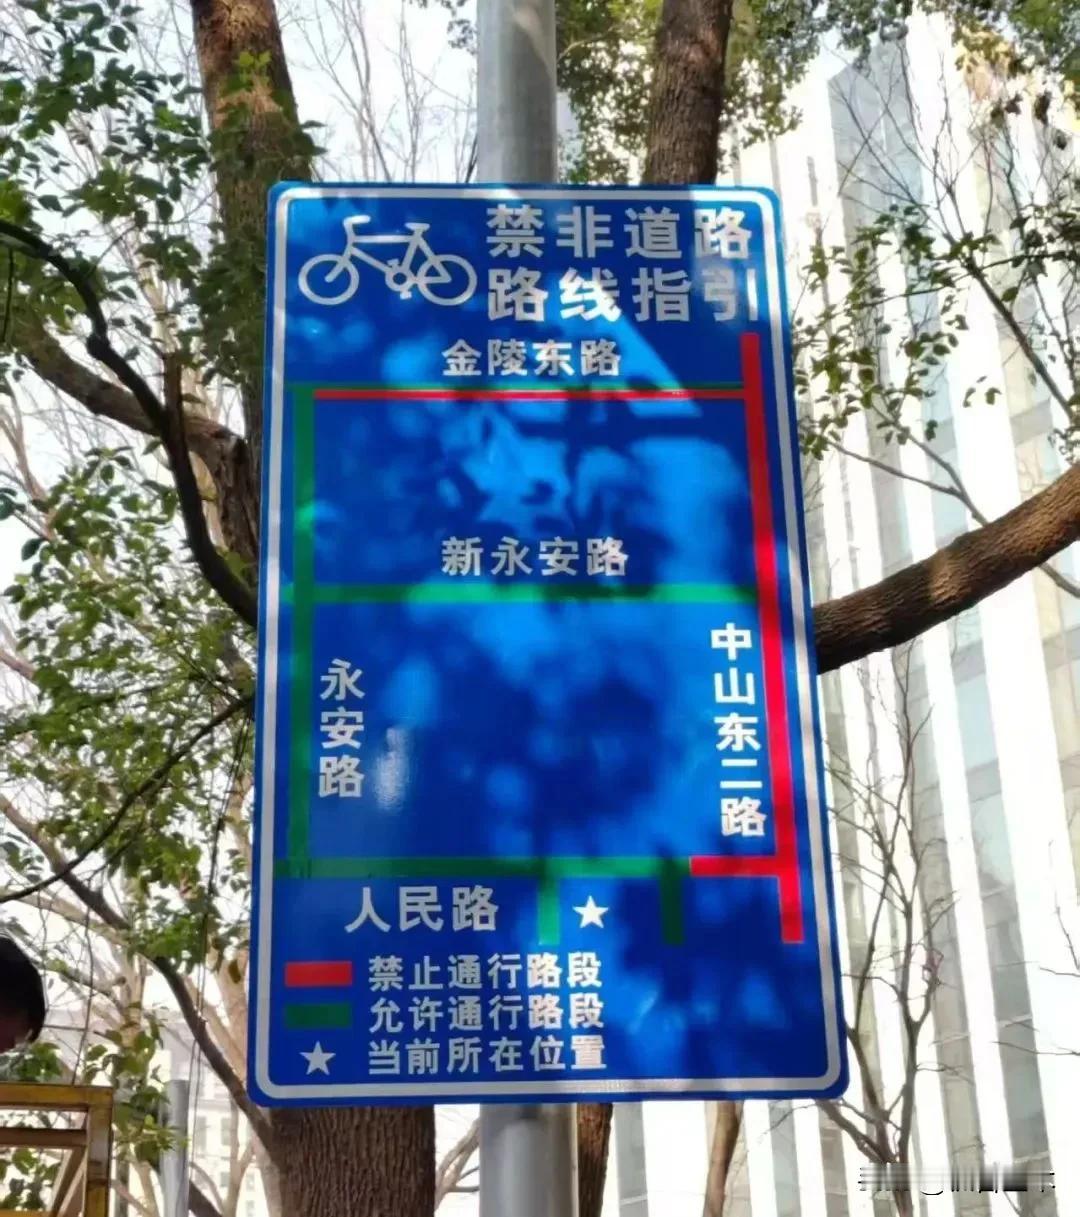 禁非道路
路线指引
金陵东路
新永安路
永安路
中山东二路
人民路
禁止通行路段
允许通行路段
当前所在位置